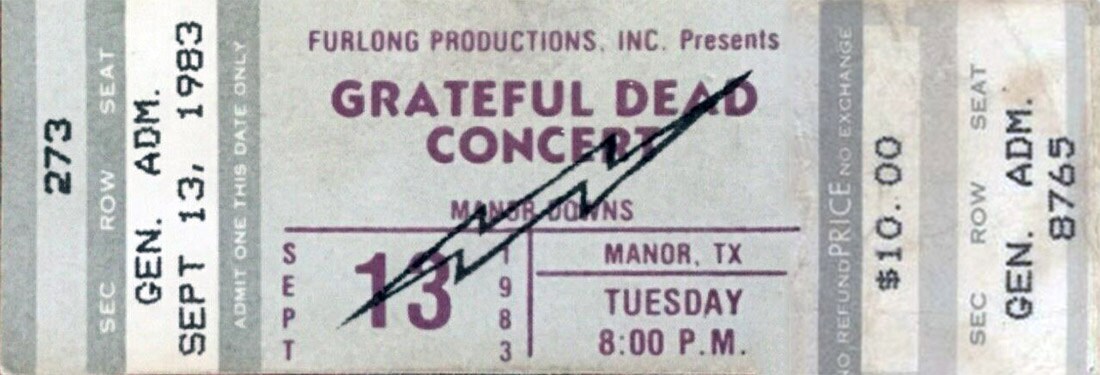 273
SEC ROW SEAT
GEN. ADM.
SEPT 13, 1983
ADMIT ONE THIS DATE ONLY
FURLONG PRODUCTIONS, INC. Presents
GRATEFUL DEAD
CONCERT
MANOR DOWNS
SEPT
13
1983
MANOR, TX
TUESDAY
8:00 P.M.
NO REFUND PRICE NO EXCHANGE
$10.00
SEC ROW SEAT
GEN. ADM.
8765